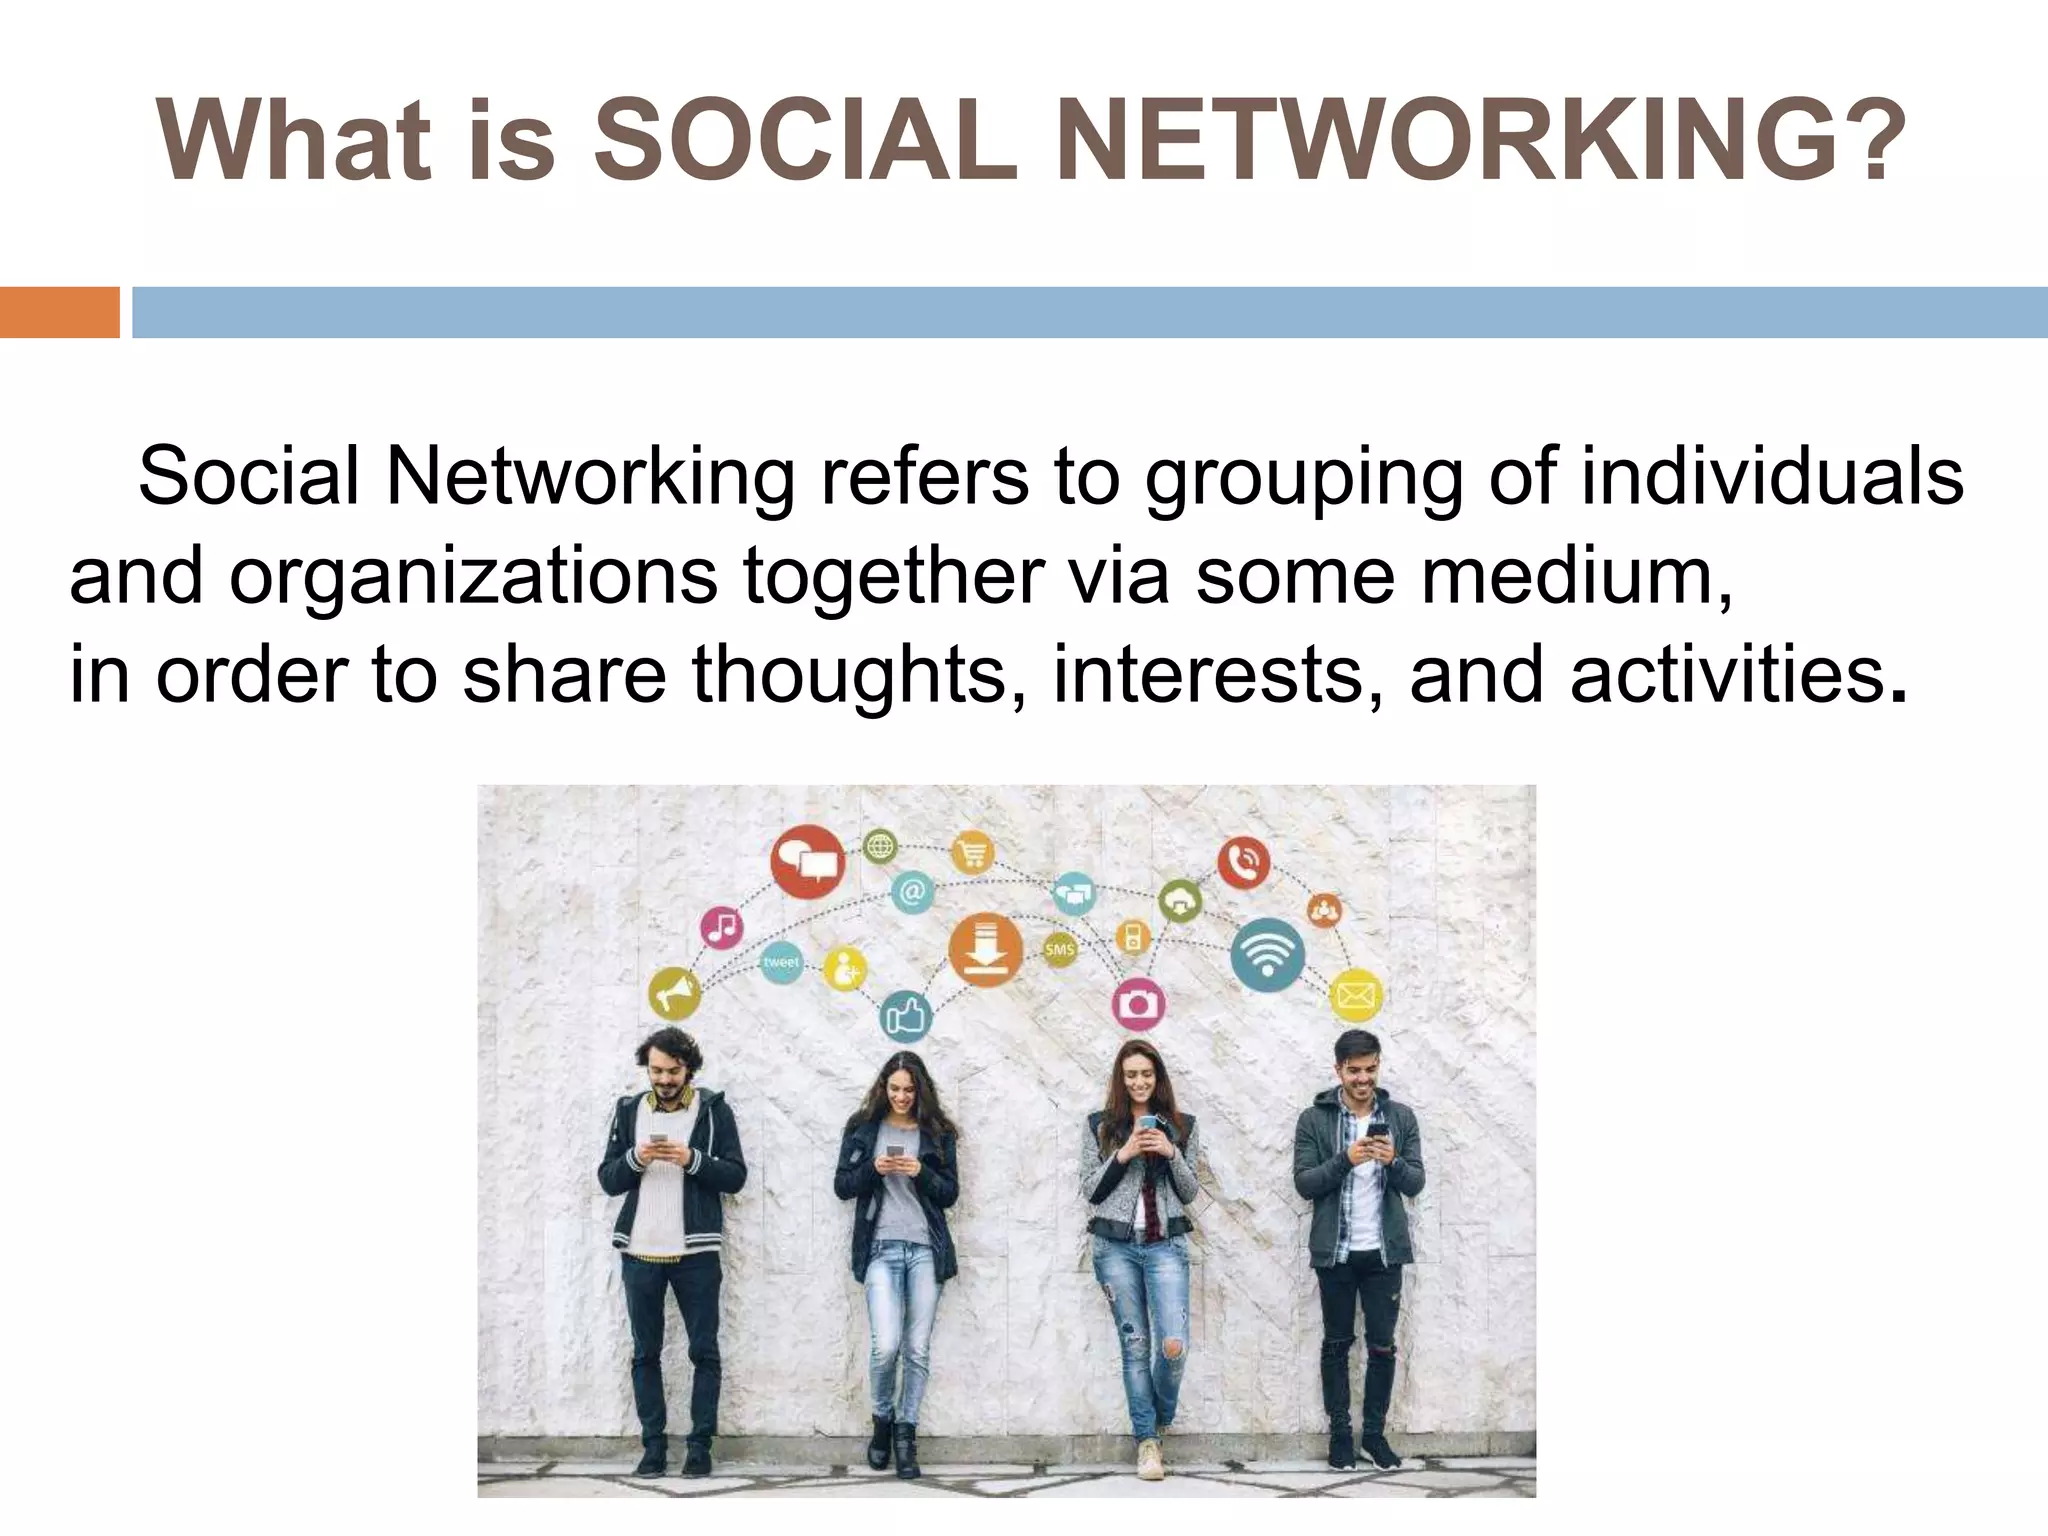 What is SOCIAL NETWORKING?
Social Networking refers to grouping of individuals
and organizations together via some medium,
in order to share thoughts, interests, and activities.
@
SMS
tweet